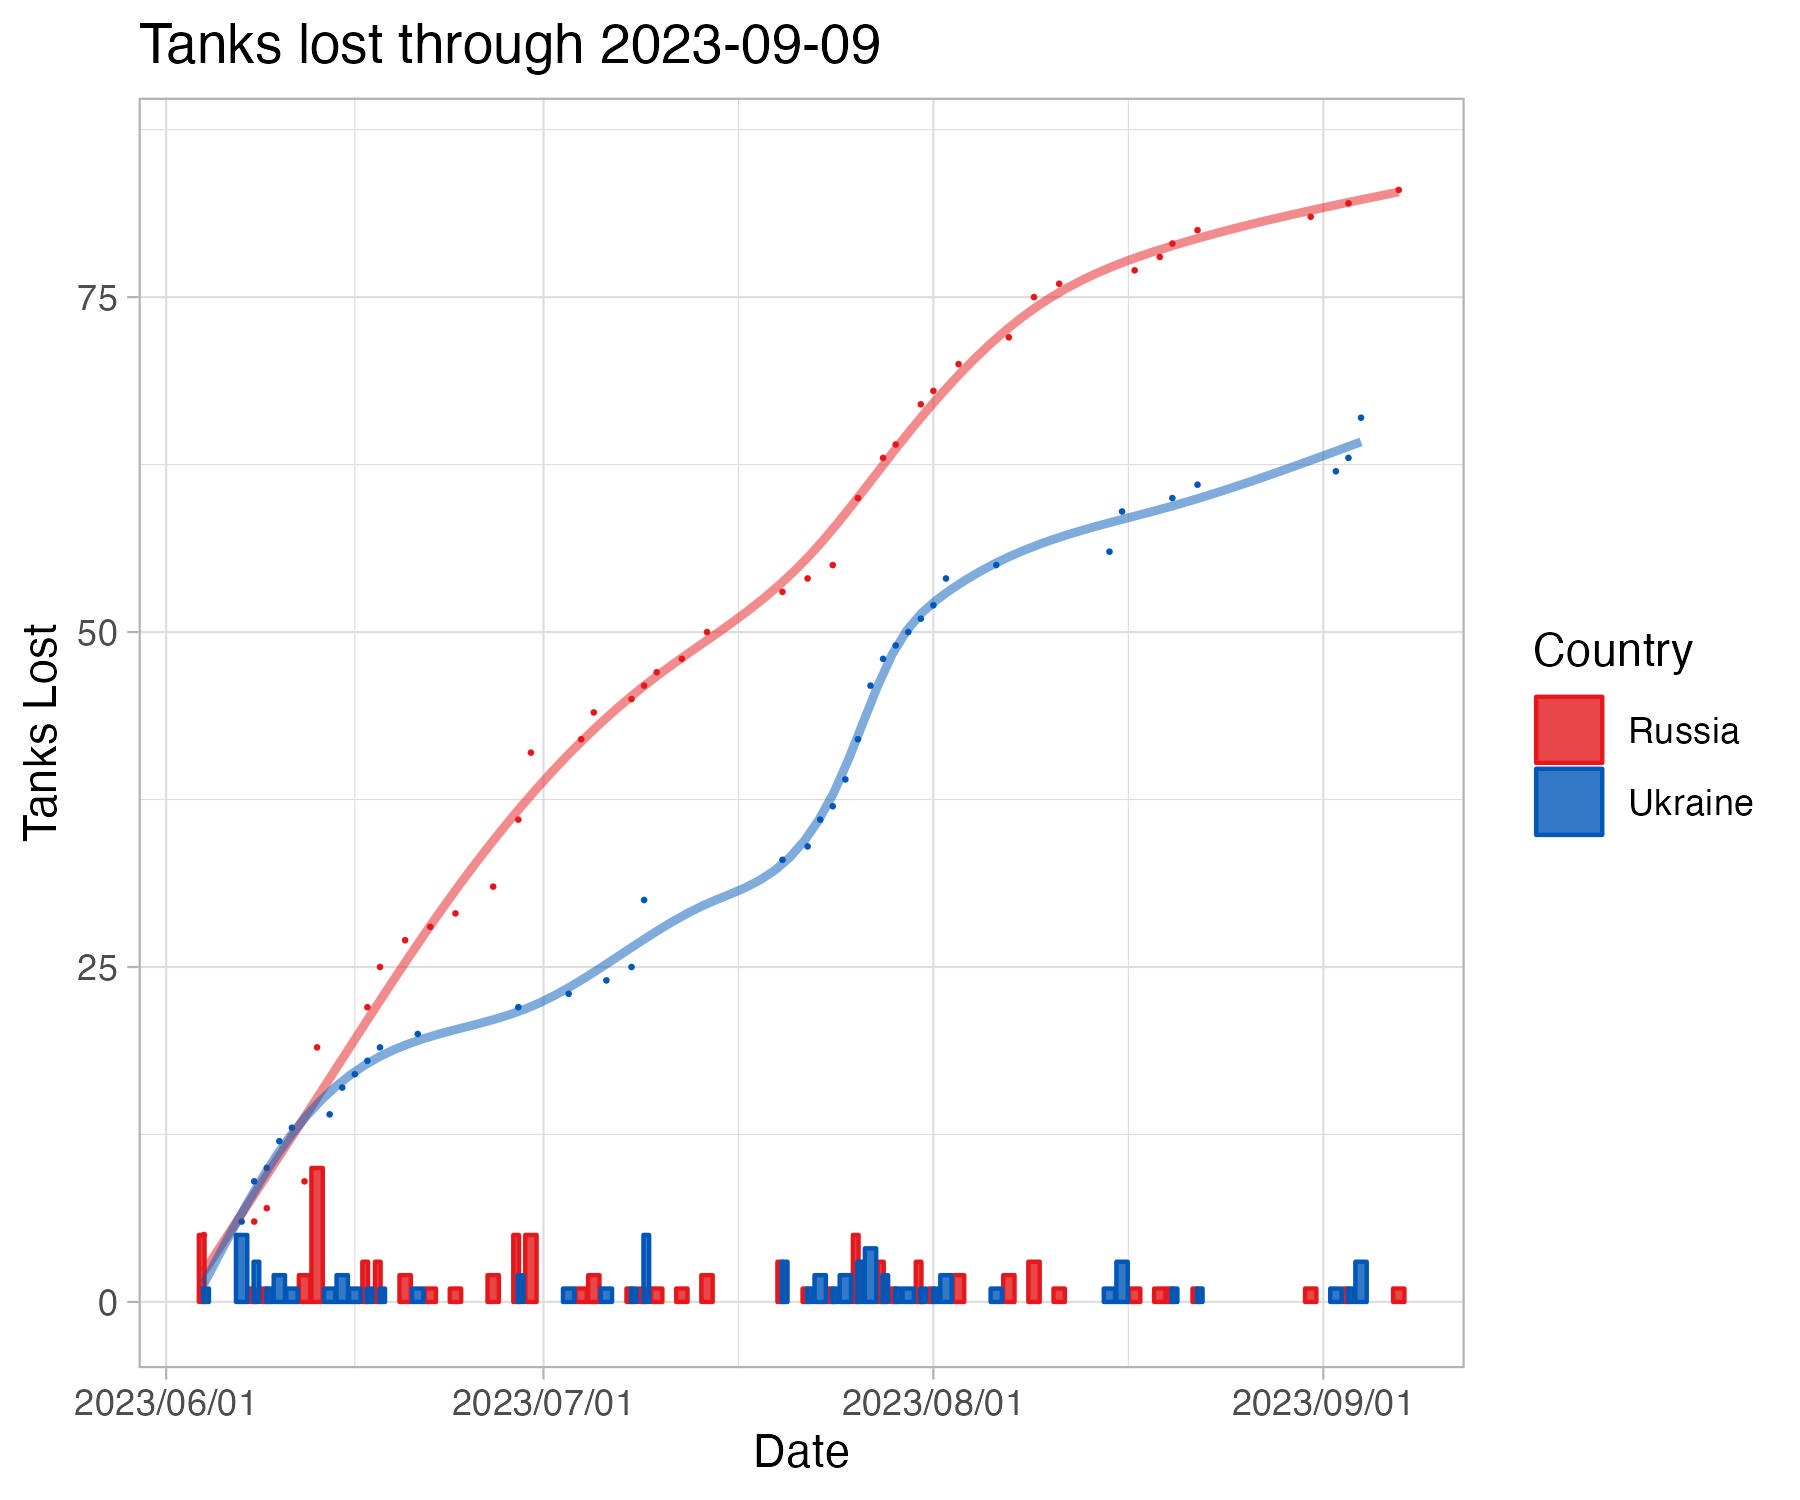 Tanks lost through 2023-09-09
Tanks Lost
75
50
25
0
2023/06/01
2023/07/01
2023/08/01
2023/09/01
Date
Country
Russia
Ukraine